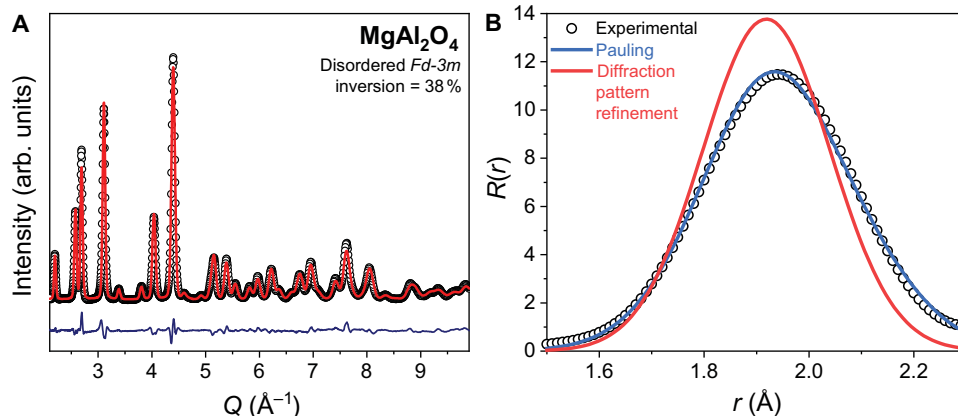 A
MgAl₂O₄
Disordered Fd-3m
inversion = 38 %
Intensity (arb. units)
3 4 5 6 7 8 9
Q (Å⁻¹)
B
Experimental
Pauling
Diffraction
pattern
refinement
R(r)
14
12
10
8
6
4
2
0
1.6 1.8 2.0 2.2
r (Å)